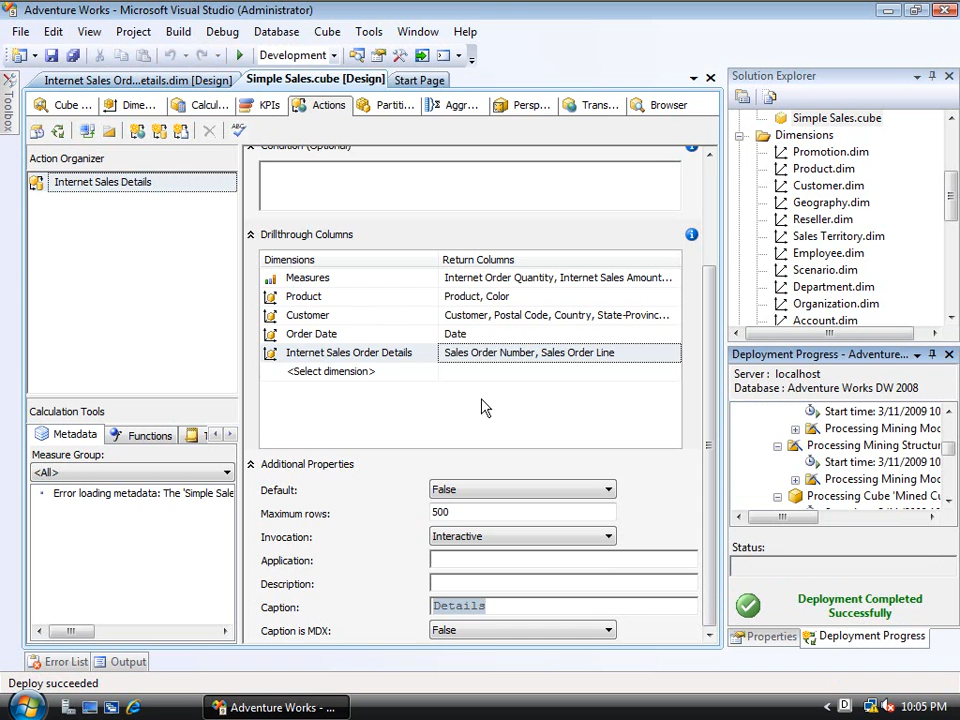 Adventure Works - Microsoft Visual Studio (Administrator)
File Edit View Project Build Debug Database Cube Tools Window Help
Development
Internet Sales Ord...etails.dim [Design] Simple Sales.cube [Design] Start Page
Cube ... Dime... Calcul... KPIs Actions Partiti... Aggr... Persp... Trans... Browser
Toolbox
Action Organizer
Internet Sales Details
Calculation Tools
Metadata Functions
Measure Group:
<All>
Error loading metadata: The 'Simple Sale
Condition (Optional)
Drillthrough Columns
Dimensions Return Columns
Measures Internet Order Quantity, Internet Sales Amount...
Product Product, Color
Customer Customer, Postal Code, Country, State-Provinc...
Order Date Date
Internet Sales Order Details Sales Order Number, Sales Order Line
<Select dimension>
Additional Properties
Default: False
Maximum rows: 500
Invocation: Interactive
Application:
Description:
Caption: Details
Caption is MDX: False
Solution Explorer
Simple Sales.cube
Dimensions
Promotion.dim
Product.dim
Customer.dim
Geography.dim
Reseller.dim
Sales Territory.dim
Employee.dim
Scenario.dim
Department.dim
Organization.dim
Account.dim
Deployment Progress - Adventure...
Server : localhost
Database : Adventure Works DW 2008
Start time: 3/11/2009 10
Processing Mining Moc
Processing Mining Structur
Start time: 3/11/2009 10
Processing Mining Moc
Processing Cube 'Mined Cu
Status:
Deployment Completed
Successfully
Properties Deployment Progress
Error List Output
Deploy succeeded
Adventure Works - ...
D
10:05 PM